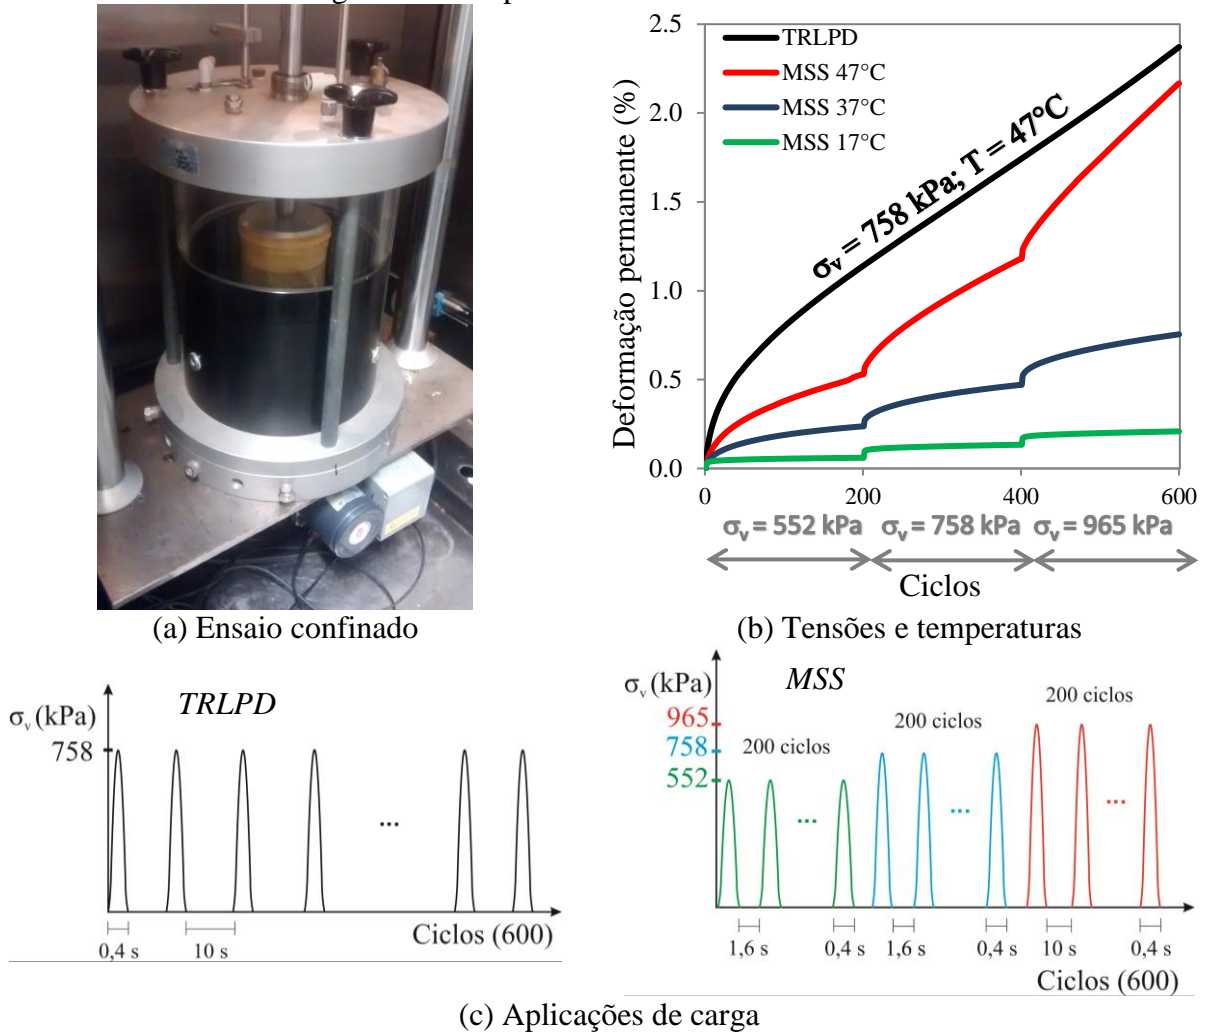 2.5
2.0
1.5
1.0
0.5
0.0
Deformação permanente (%)
TRLPD
MSS 47°C
MSS 37°C
MSS 17°C
σv = 758 kPa; T = 47°C
0 200 400 600
σv = 552 kPa σv = 758 kPa σv = 965 kPa
Ciclos
(a) Ensaio confinado
(b) Tensões e temperaturas
TRLPD
σv (kPa)
758
...
0,4 s 10 s
Ciclos (600)
MSS
σv (kPa)
965
758
552
200 ciclos
200 ciclos
200 ciclos
... ... ...
1,6 s 0,4 s 1,6 s 0,4 s 10 s 0,4 s
Ciclos (600)
(c) Aplicações de carga